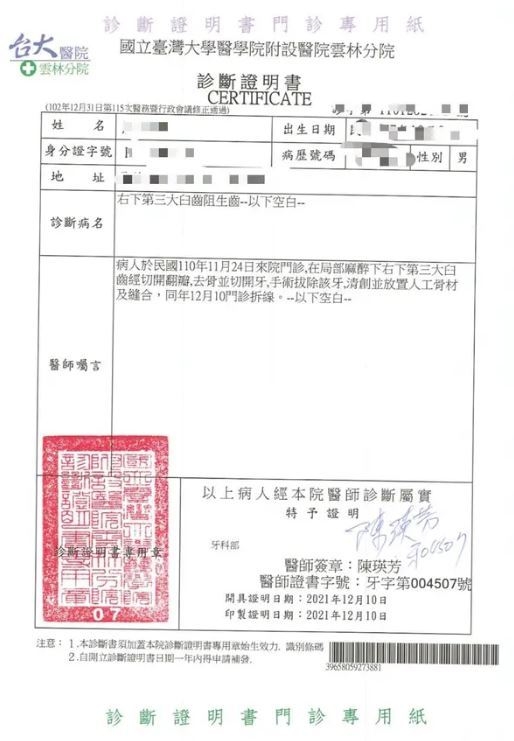 診斷證明書門診專用紙
台大醫院
雲林分院
國立臺灣大學醫學院附設醫院雲林分院
診斷證明書
CERTIFICATE
(102年12月31日第115次醫務暨行政會議修正通過)
姓 名
出生日期
身分證字號
病歷號碼
性別 男
地 址
診斷病名
右下第三大臼齒阻生齒--以下空白--
醫師囑言
病人於民國110年11月24日來院門診,在局部麻醉下右下第三大臼
齒經切開翻瓣,去骨並切開牙,手術拔除該牙,清創並放置人工骨材
及縫合，同年12月10門診拆線。--以下空白--
以上病人經本院醫師診斷屬實
特予證明
陳瑛芳
牙科部
診斷證明書專用章
07
醫師簽章：陳瑛芳
醫師證書字號：牙字第004507號
開具證明日期：2021年12月10日
印製證明日期：2021年12月10日
注意：1.本診斷書須加蓋本院診斷證明書專用章始生效力. 識別條碼
2.自開立診斷證明書日期一年內得申請補發.
3965809273881
診斷證明書門診專用紙